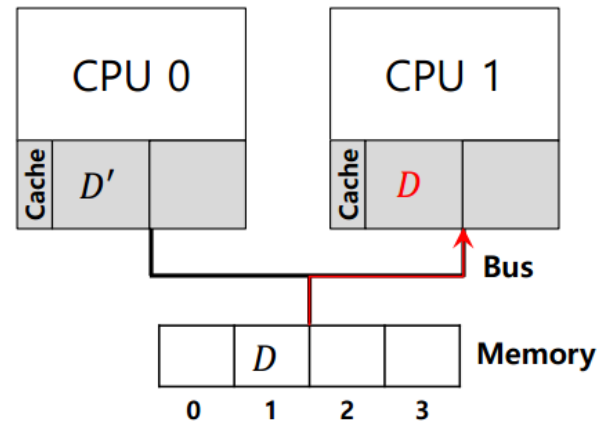 CPU 0
CPU 1
Cache
D′
Cache
D
Bus
D
Memory
0 1 2 3